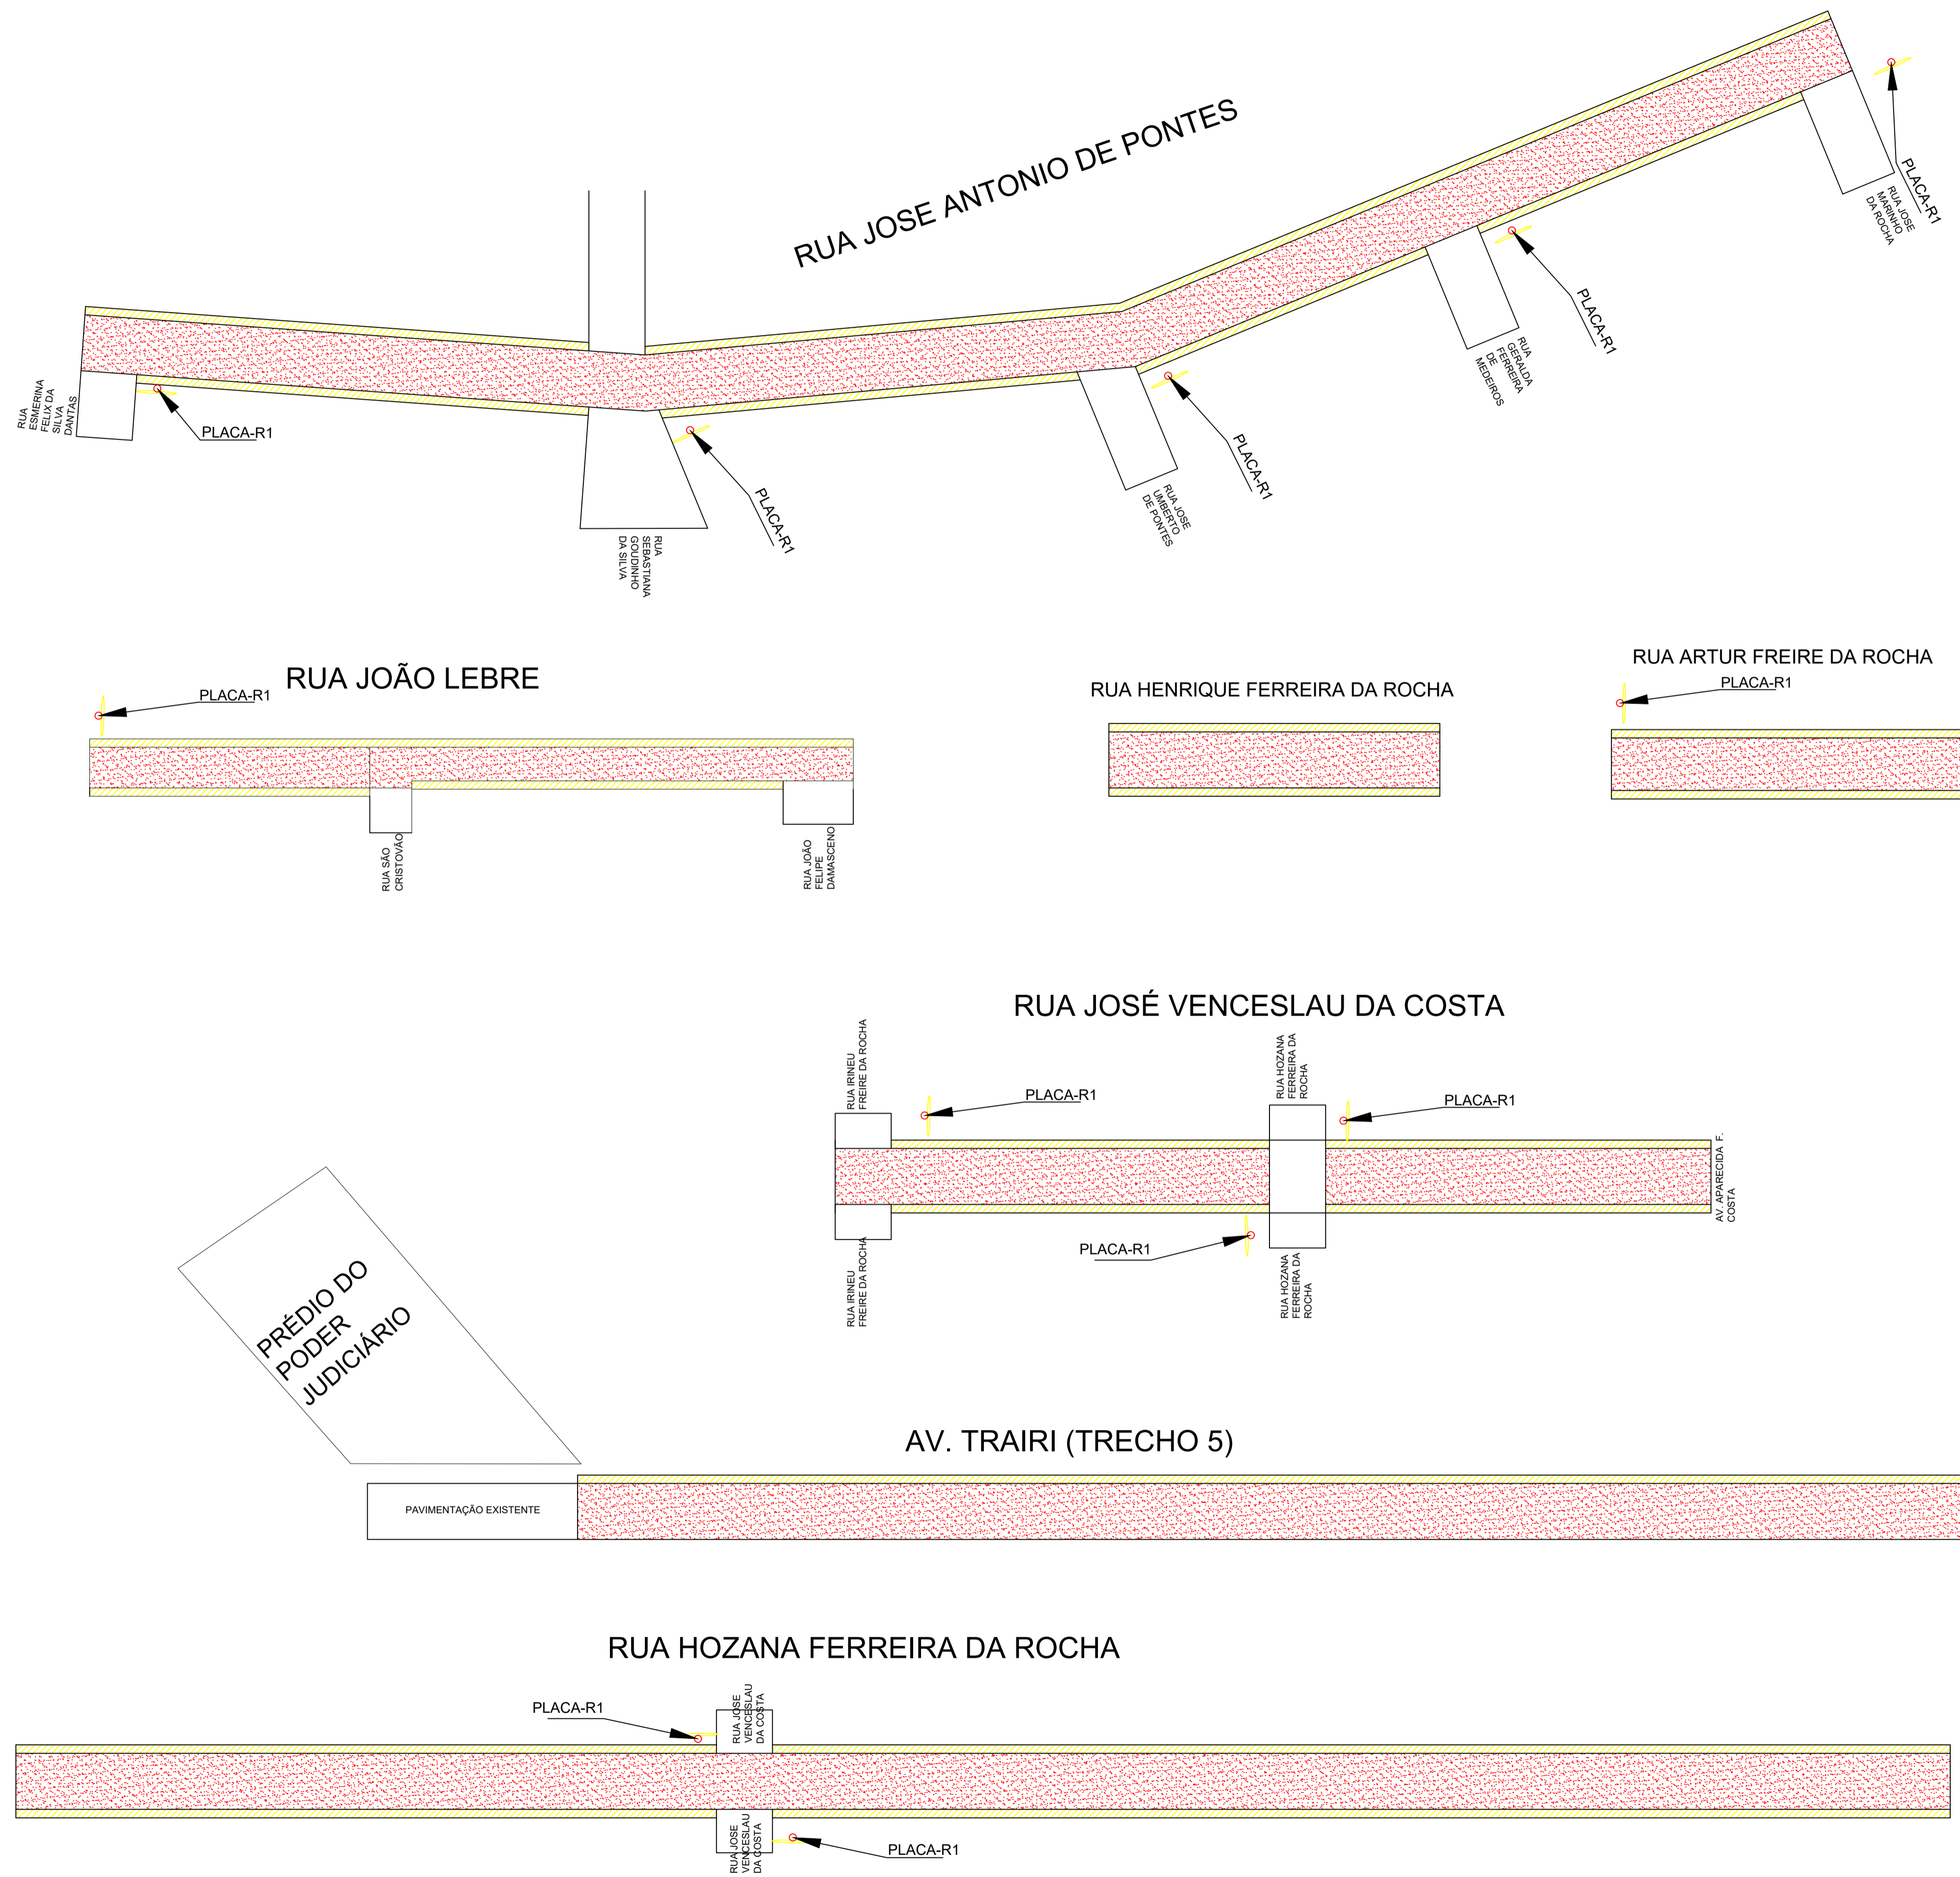 RUA JOSE ANTONIO DE PONTES
PLACA-R1
RUA JOSE
MARINHO
DA ROCHA
PLACA-R1
RUA
GERALDA
FERREIRA
DE
MEDEIROS
PLACA-R1
RUA JOSE
UMBERTO
DE PONTES
PLACA-R1
RUA
SEBASTIANA
GOUDINHO
DA SILVA
PLACA-R1
RUA
ESMERINA
FELIX DA
SILVA
DANTAS
RUA JOÃO LEBRE
PLACA-R1
RUA SÃO
CRISTOVÃO
RUA JOÃO
FELIPE
DAMASCENO
RUA HENRIQUE FERREIRA DA ROCHA
RUA ARTUR FREIRE DA ROCHA
PLACA-R1
RUA JOSÉ VENCESLAU DA COSTA
RUA IRINEU
FREIRE DA ROCHA
PLACA-R1
RUA HOZANA
FERREIRA DA
ROCHA
PLACA-R1
AV. APARECIDA F.
COSTA
PLACA-R1
RUA IRINEU
FREIRE DA ROCHA
RUA HOZANA
FERREIRA DA
ROCHA
PRÉDIO DO
PODER
JUDICIÁRIO
AV. TRAIRI (TRECHO 5)
PAVIMENTAÇÃO EXISTENTE
RUA HOZANA FERREIRA DA ROCHA
PLACA-R1
RUA JOSE
VENCESLAU
DA COSTA
RUA JOSE
VENCESLAU
DA COSTA
PLACA-R1